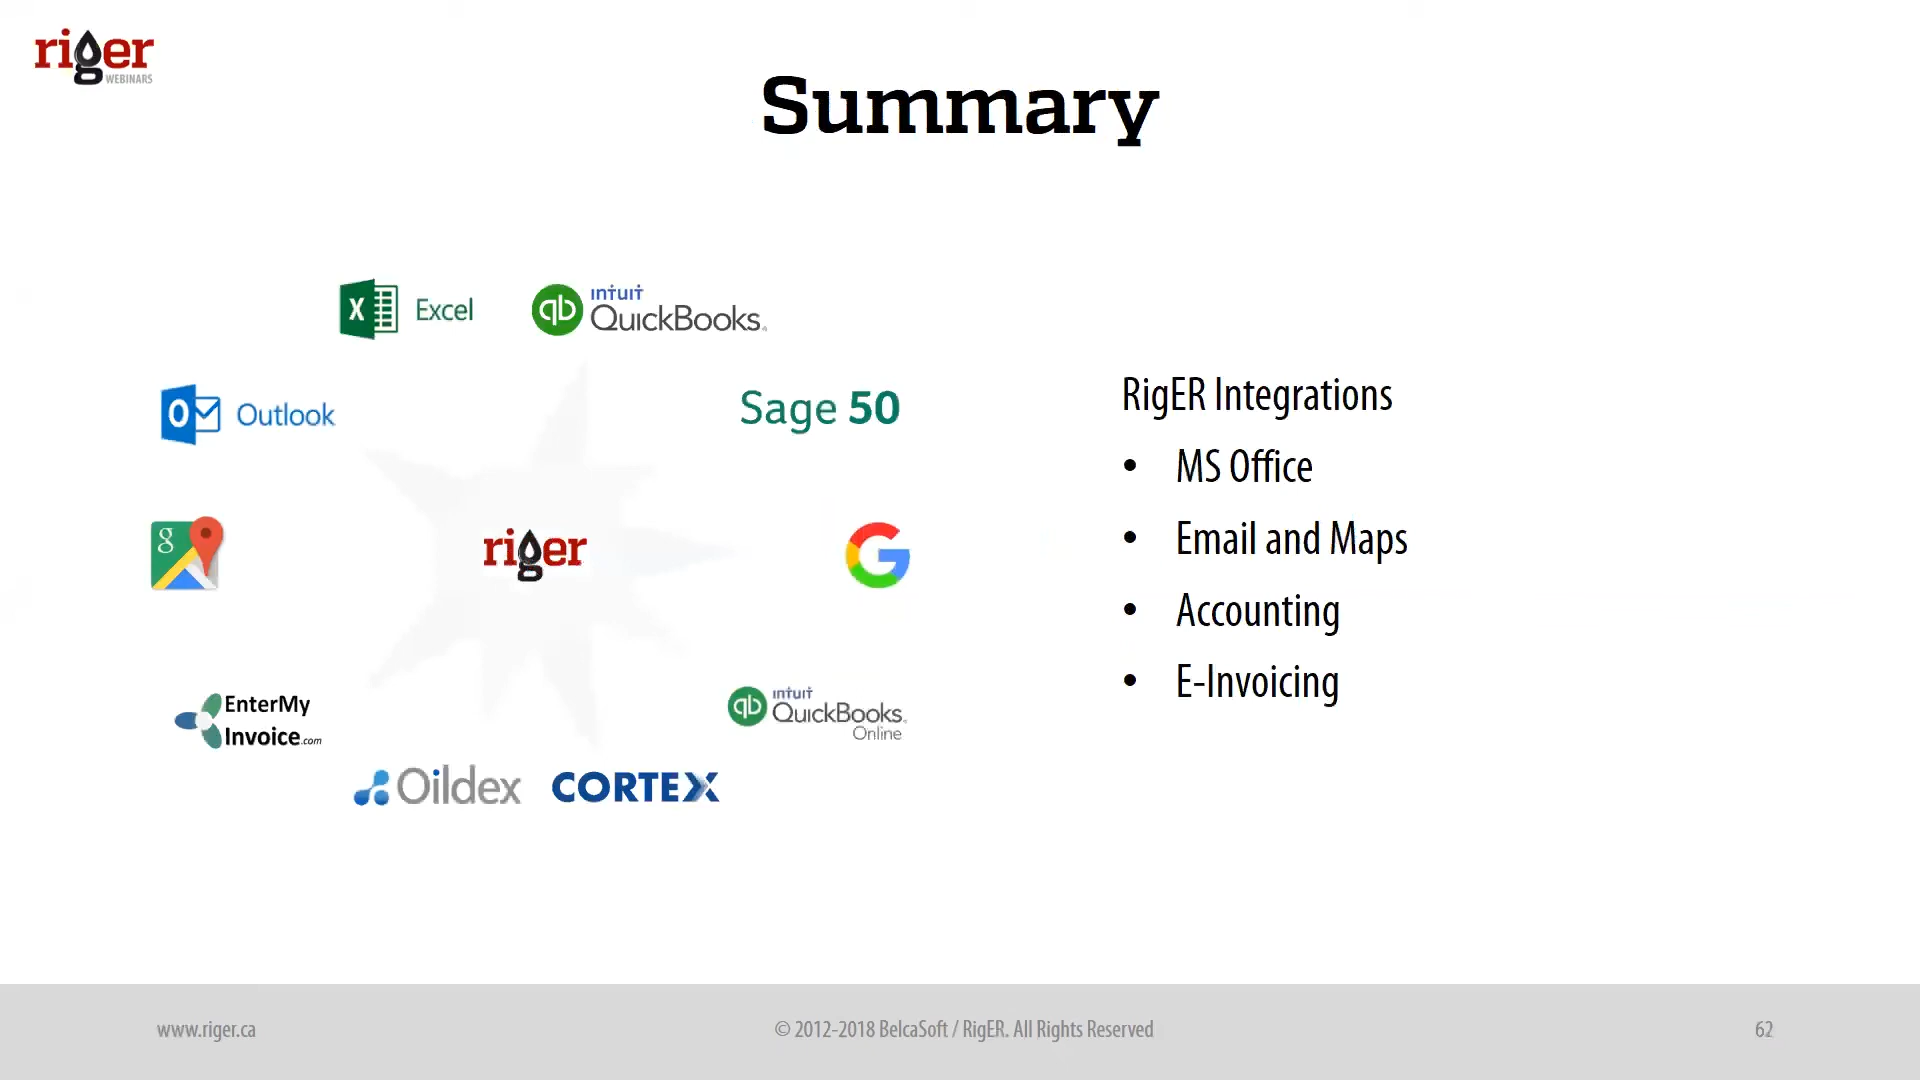 riger
WEBINARS
Summary
Excel
intuit
QuickBooks.
Outlook
Sage 50
g
riger
G
EnterMy
Invoice.com
intuit
QuickBooks.
Online
Oildex
CORTEX
RigER Integrations
• MS Office
• Email and Maps
• Accounting
• E-Invoicing
www.riger.ca
© 2012-2018 BelcaSoft / RigER. All Rights Reserved
62